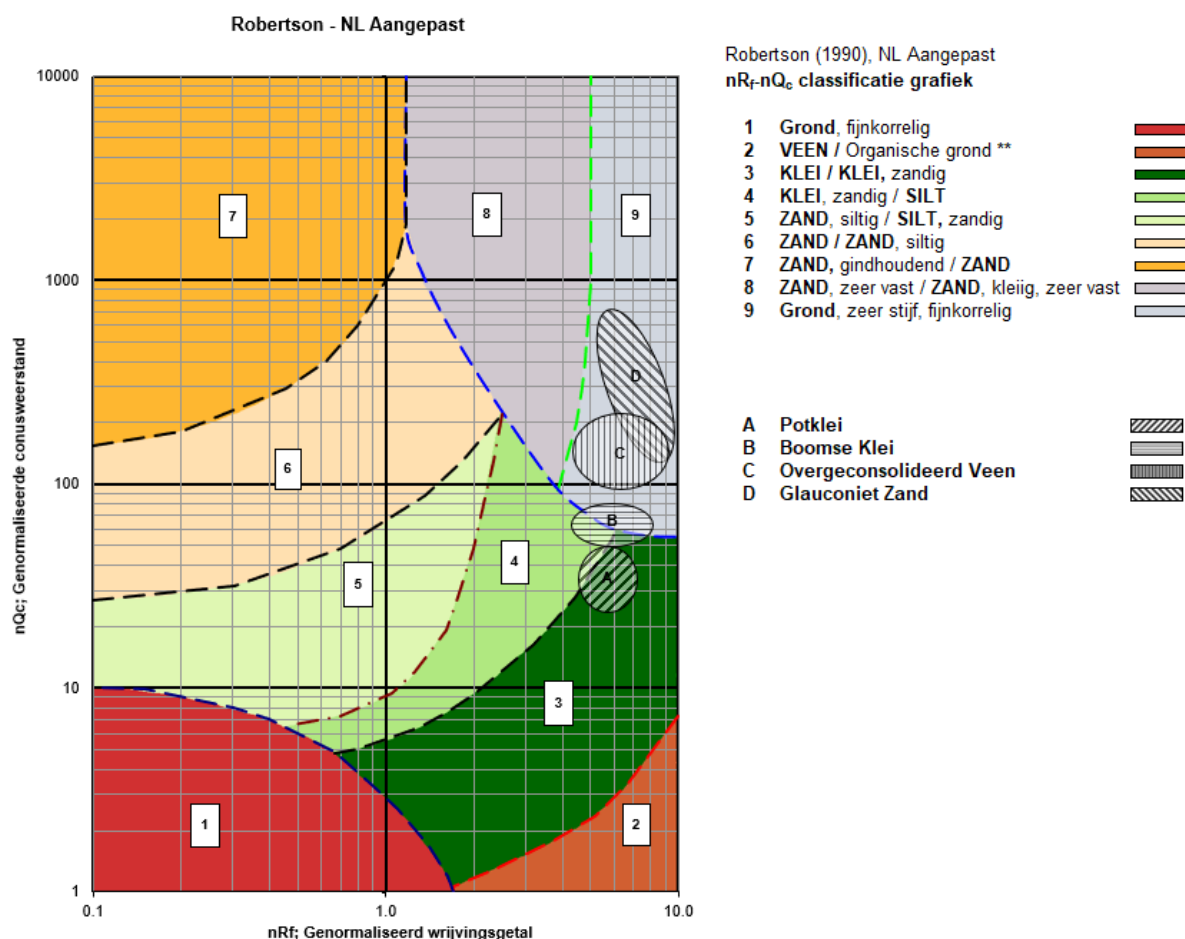 Robertson - NL Aangepast
10000
1000
100
10
1
0.1
1.0
10.0
nQc; Genormaliseerde conusweerstand
nRf; Genormaliseerd wrijvingsgetal
7
8
9
6
5
4
3
1
2
D
C
B
A
Robertson (1990), NL Aangepast
nRf-nQc classificatie grafiek
1 Grond, fijnkorrelig
2 VEEN / Organische grond **
3 KLEI / KLEI, zandig
4 KLEI, zandig / SILT
5 ZAND, siltig / SILT, zandig
6 ZAND / ZAND, siltig
7 ZAND, gindhoudend / ZAND
8 ZAND, zeer vast / ZAND, kleiig, zeer vast
9 Grond, zeer stijf, fijnkorrelig
A Potklei
B Boomse Klei
C Overgeconsolideerd Veen
D Glauconiet Zand